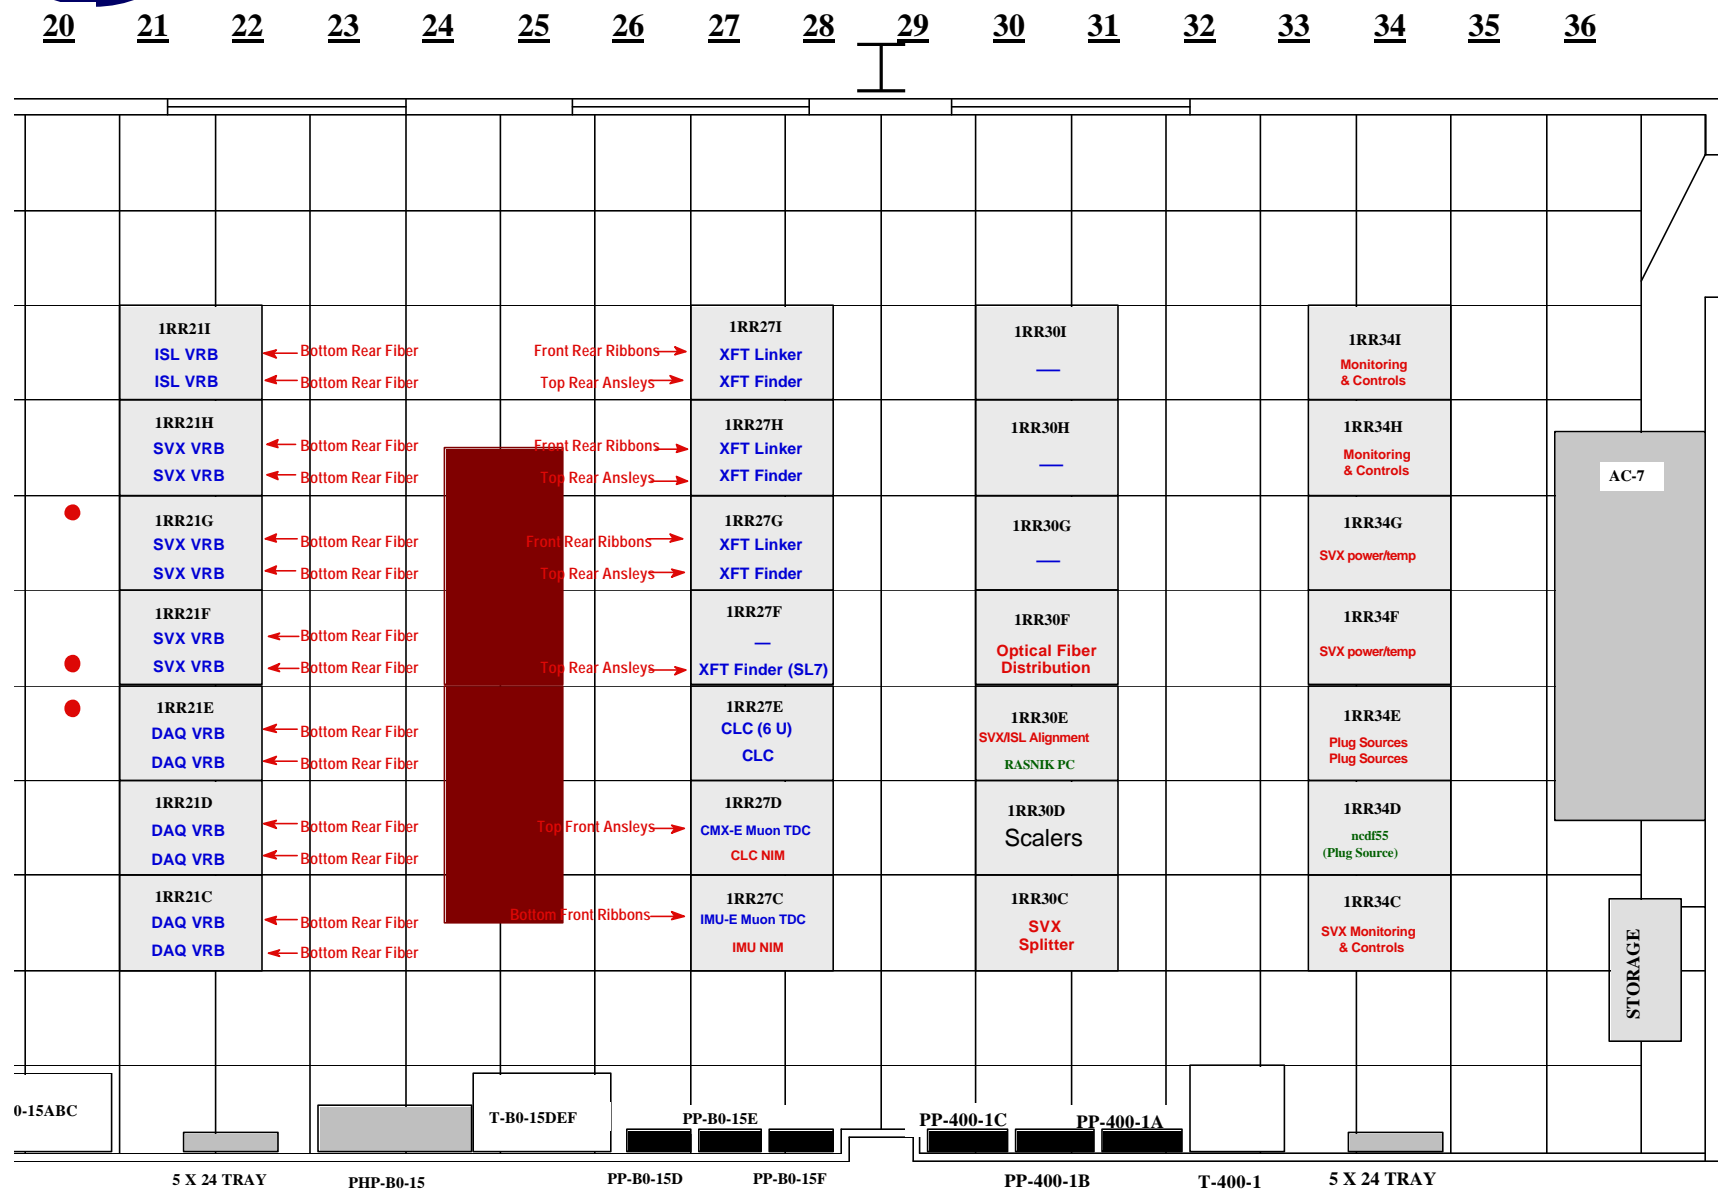 20 21 22 23 24 25 26 27 28 29 30 31 32 33 34 35 36
1RR21I
ISL VRB
Bottom Rear Fiber
ISL VRB
Bottom Rear Fiber
Front Rear Ribbons
Top Rear Ansleys
1RR27I
XFT Linker
XFT Finder
1RR30I
—
1RR34I
Monitoring
& Controls
1RR21H
SVX VRB
Bottom Rear Fiber
SVX VRB
Bottom Rear Fiber
Front Rear Ribbons
Top Rear Ansleys
1RR27H
XFT Linker
XFT Finder
1RR30H
—
1RR34H
Monitoring
& Controls
AC-7
1RR21G
SVX VRB
Bottom Rear Fiber
SVX VRB
Bottom Rear Fiber
Front Rear Ribbons
Top Rear Ansleys
1RR27G
XFT Linker
XFT Finder
1RR30G
—
1RR34G
SVX power/temp
1RR21F
SVX VRB
Bottom Rear Fiber
SVX VRB
Bottom Rear Fiber
Top Rear Ansleys
1RR27F
—
XFT Finder (SL7)
1RR30F
Optical Fiber
Distribution
1RR34F
SVX power/temp
1RR21E
DAQ VRB
Bottom Rear Fiber
DAQ VRB
Bottom Rear Fiber
1RR27E
CLC (6 U)
CLC
1RR30E
SVX/ISL Alignment
RASNIK PC
1RR34E
Plug Sources
Plug Sources
1RR21D
DAQ VRB
Bottom Rear Fiber
DAQ VRB
Bottom Rear Fiber
Top Front Ansleys
1RR27D
CMX-E Muon TDC
CLC NIM
1RR30D
Scalers
1RR34D
ncdf55
(Plug Source)
1RR21C
DAQ VRB
Bottom Rear Fiber
DAQ VRB
Bottom Rear Fiber
Bottom Front Ribbons
1RR27C
IMU-E Muon TDC
IMU NIM
1RR30C
SVX
Splitter
1RR34C
SVX Monitoring
& Controls
STORAGE
0-15ABC
T-B0-15DEF
PP-B0-15E
PP-400-1C
PP-400-1A
5 X 24 TRAY
PHP-B0-15
PP-B0-15D
PP-B0-15F
PP-400-1B
T-400-1
5 X 24 TRAY